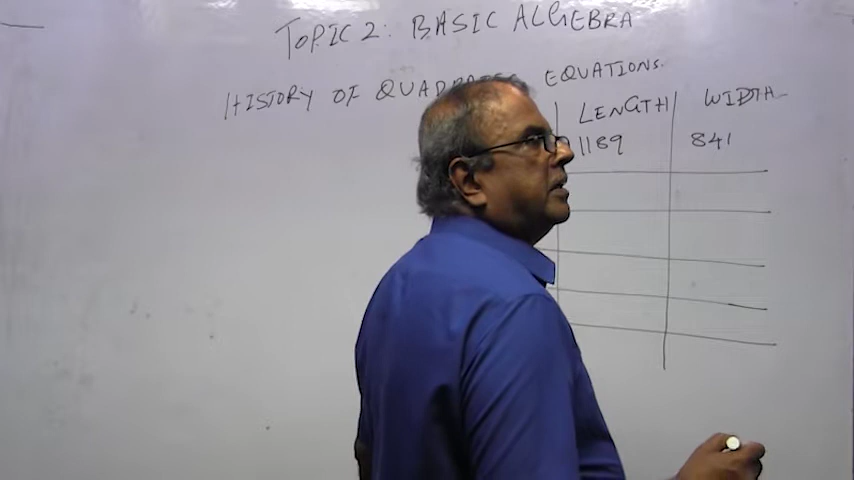 TOPIC 2: BASIC ALGEBRA
HISTORY OF EQUATIONS.
LENGTH WIDTH
1189 841